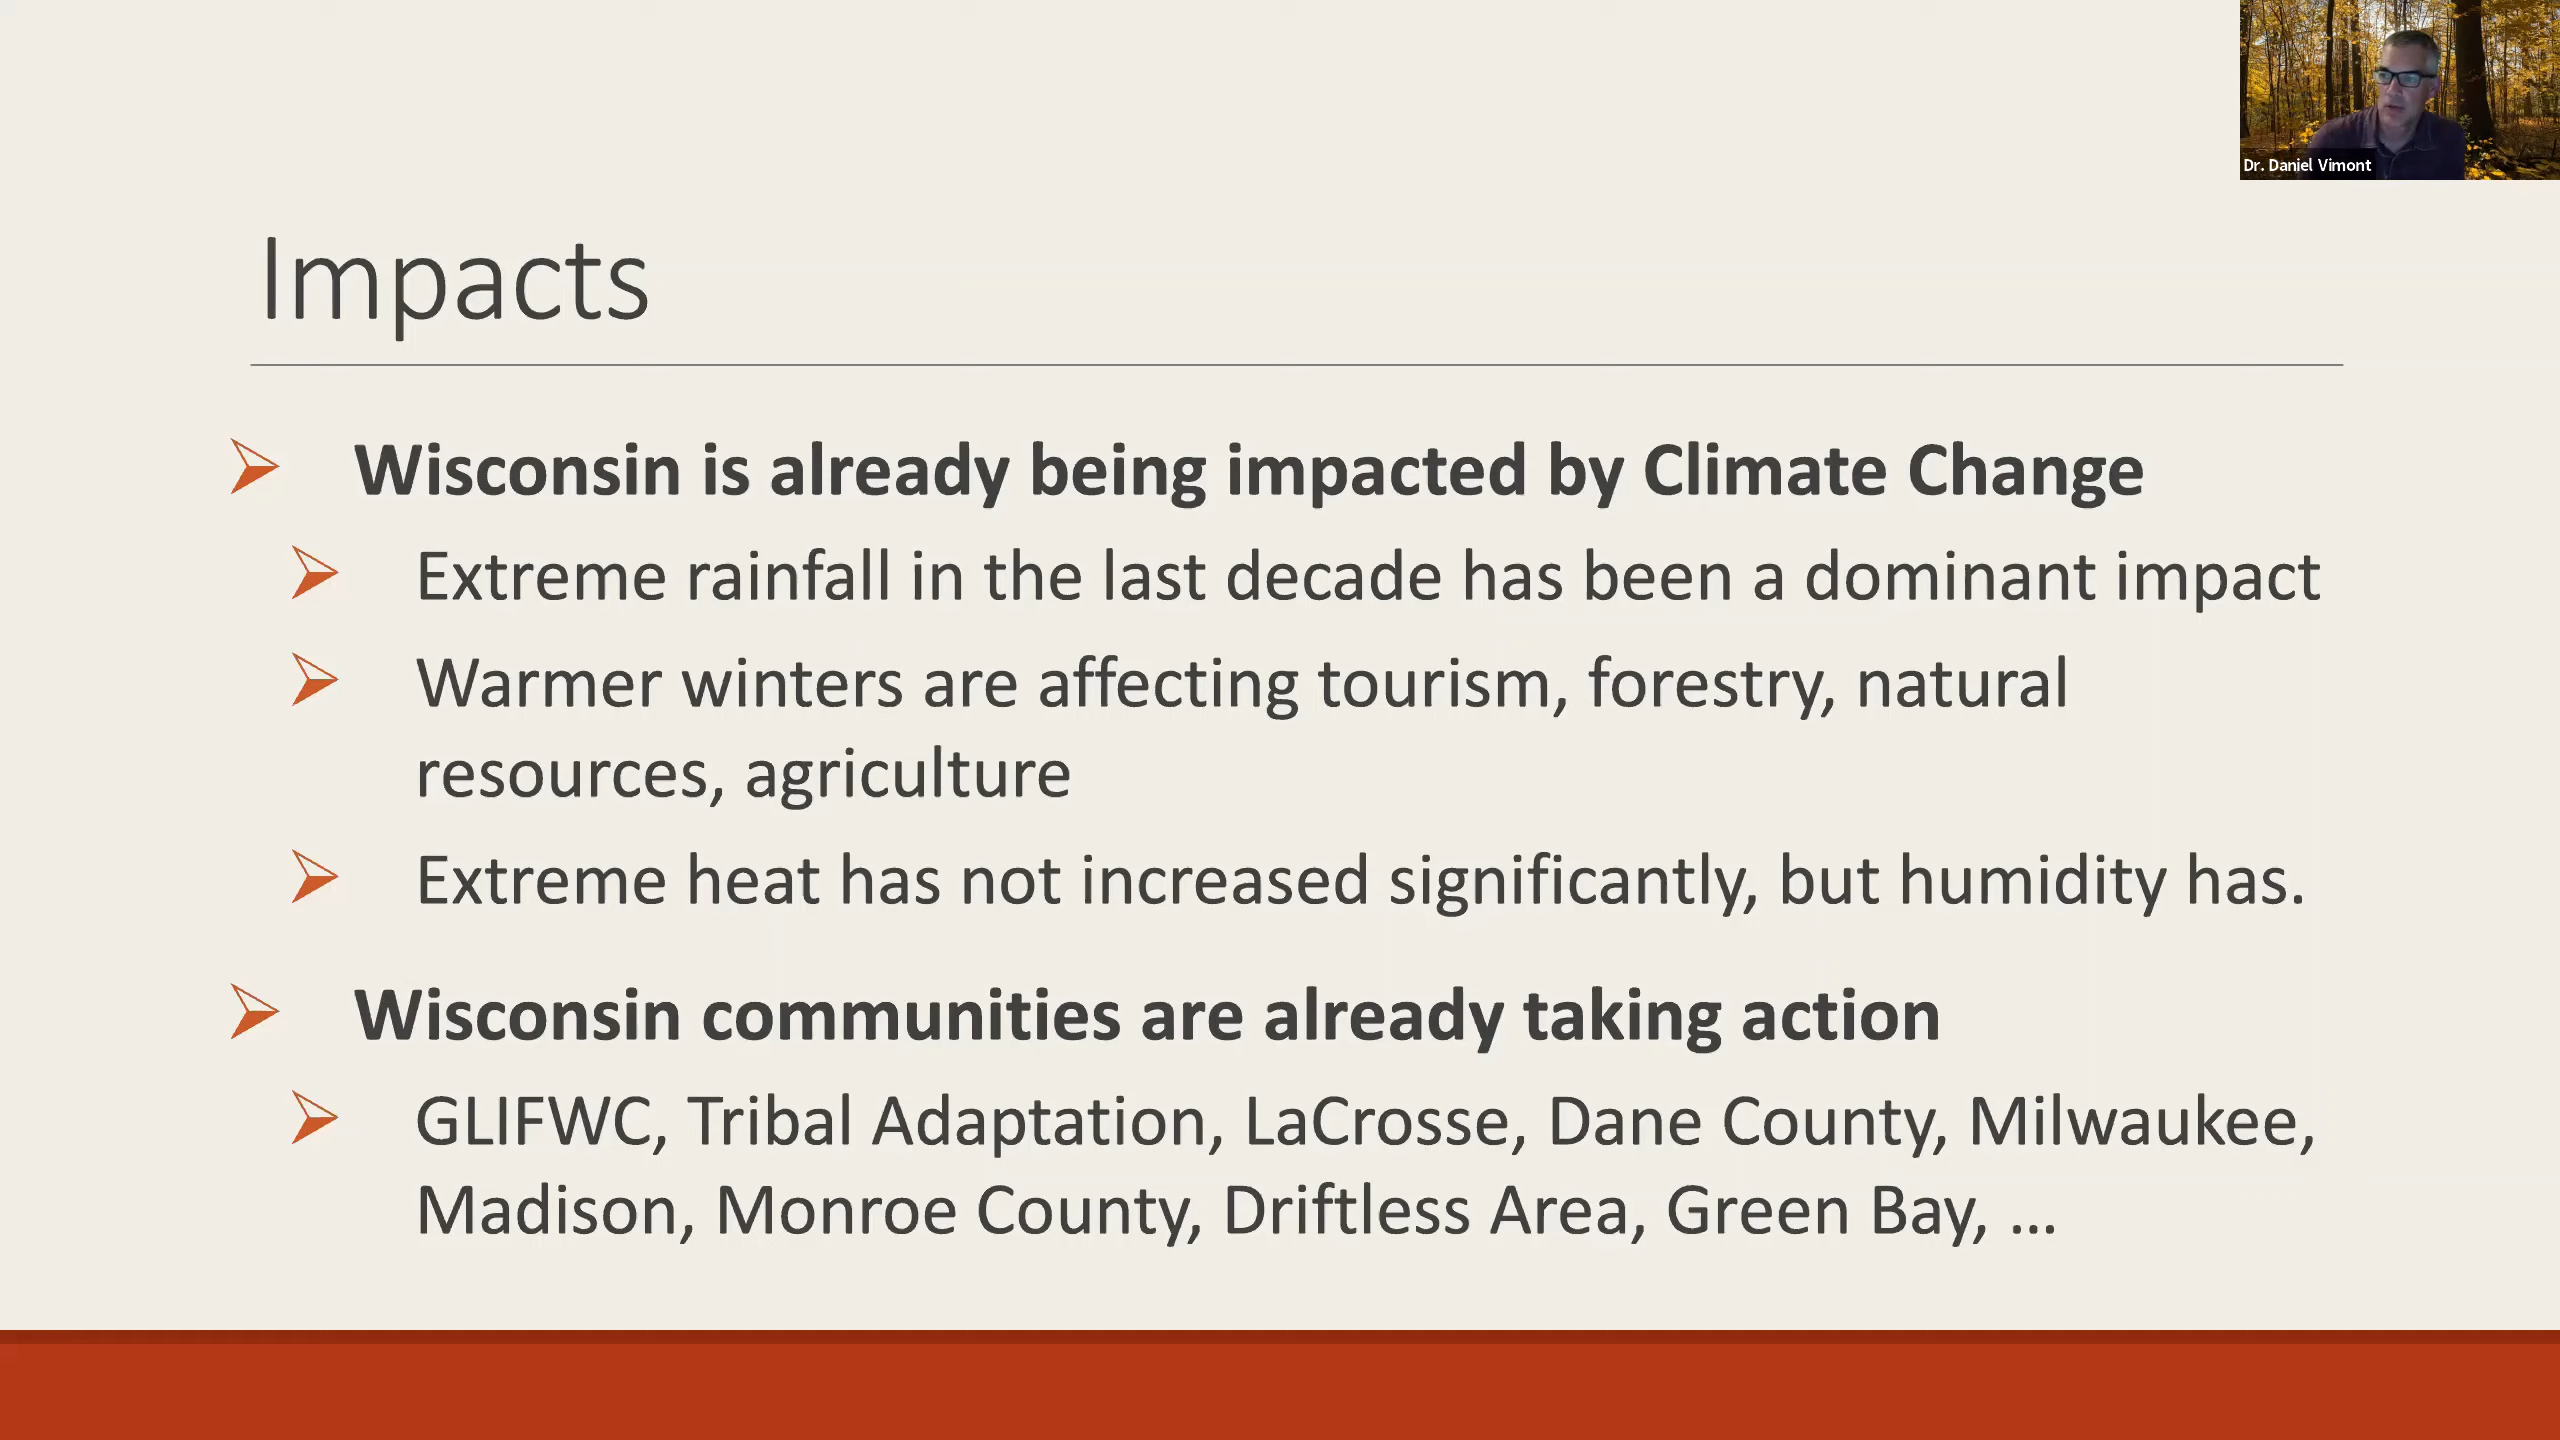 Dr. Daniel Vimont
Impacts
Wisconsin is already being impacted by Climate Change
Extreme rainfall in the last decade has been a dominant impact
Warmer winters are affecting tourism, forestry, natural
resources, agriculture
Extreme heat has not increased significantly, but humidity has.
Wisconsin communities are already taking action
GLIFWC, Tribal Adaptation, LaCrosse, Dane County, Milwaukee,
Madison, Monroe County, Driftless Area, Green Bay, ...